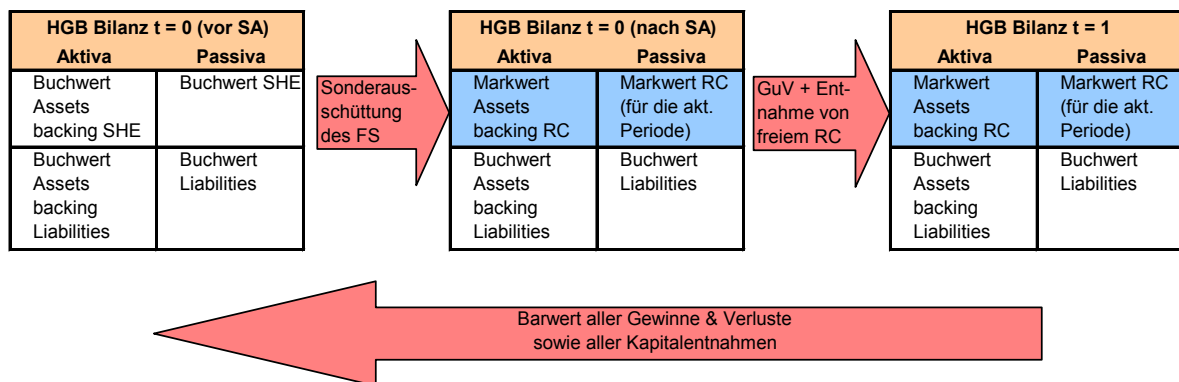 HGB Bilanz t = 0 (vor SA)
Aktiva Passiva
Buchwert
Assets
backing SHE
Buchwert SHE
Buchwert
Assets
backing
Liabilities
Buchwert
Liabilities
Sonderaus-
schüttung
des FS
HGB Bilanz t = 0 (nach SA)
Aktiva Passiva
Markwert
Assets
backing RC
Markwert RC
(für die akt.
Periode)
Buchwert
Assets
backing
Liabilities
Buchwert
Liabilities
GuV + Ent-
nahme von
freiem RC
HGB Bilanz t = 1
Aktiva Passiva
Markwert
Assets
backing RC
Markwert RC
(für die akt.
Periode)
Buchwert
Assets
backing
Liabilities
Buchwert
Liabilities
Barwert aller Gewinne & Verluste
sowie aller Kapitalentnahmen